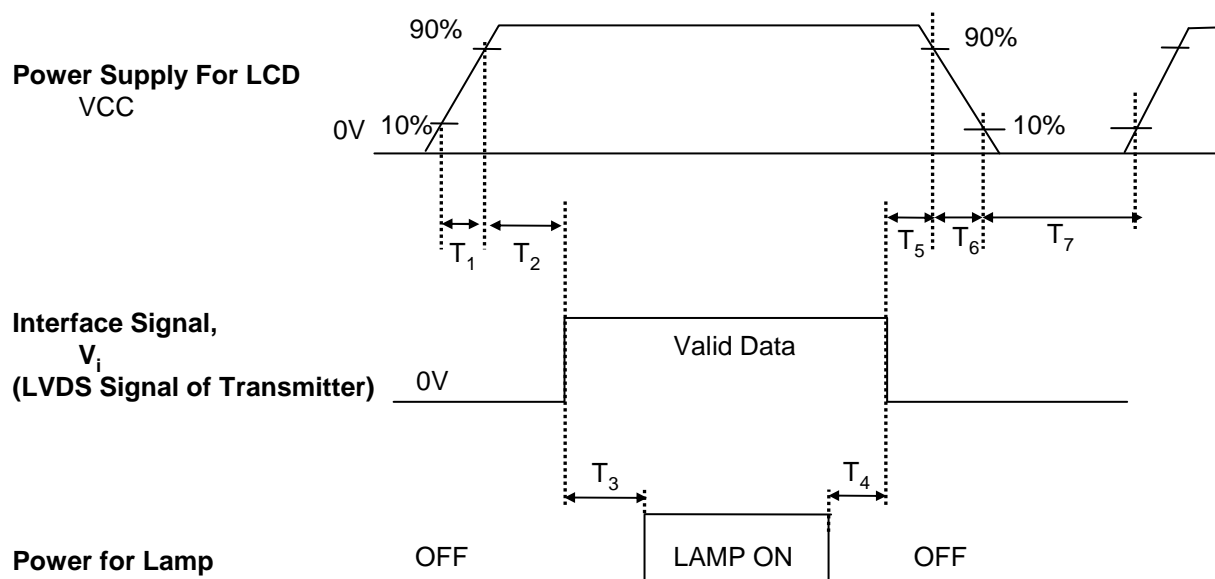 90%
90%
Power Supply For LCD
VCC
0V
10%
10%
T1
T2
T5
T6
T7
Interface Signal,
Vi
(LVDS Signal of Transmitter)
Valid Data
0V
T3
T4
Power for Lamp
OFF
LAMP ON
OFF